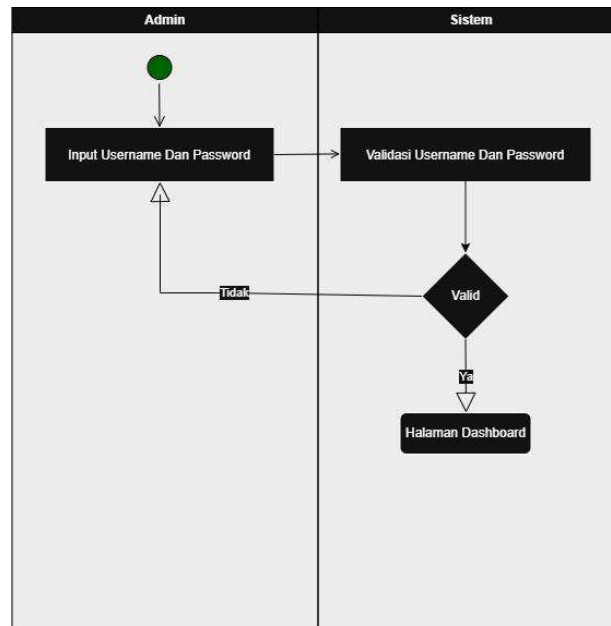 Admin
Sistem
Input Username Dan Password
Validasi Username Dan Password
Tidak
Valid
Ya
Halaman Dashboard